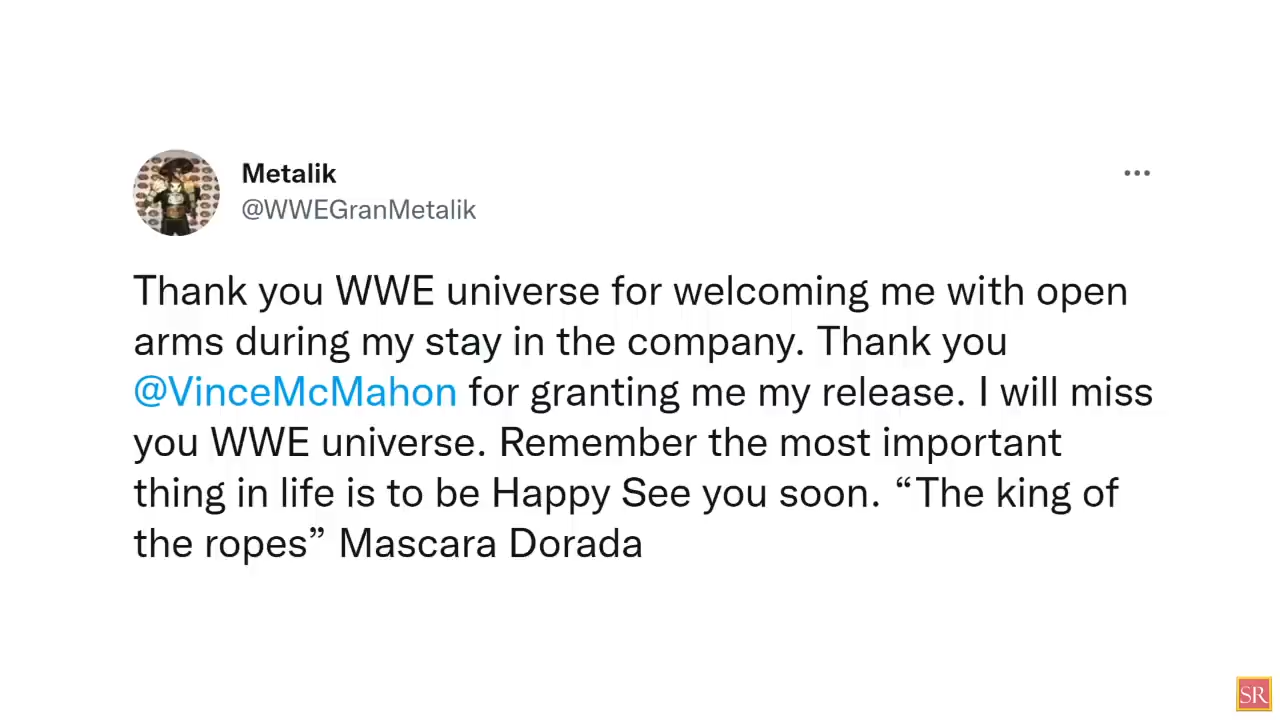 Metalik
@WWEGranMetalik
Thank you WWE universe for welcoming me with open
arms during my stay in the company. Thank you
@VinceMcMahon for granting me my release. I will miss
you WWE universe. Remember the most important
thing in life is to be Happy See you soon. “The king of
the ropes” Mascara Dorada
SR